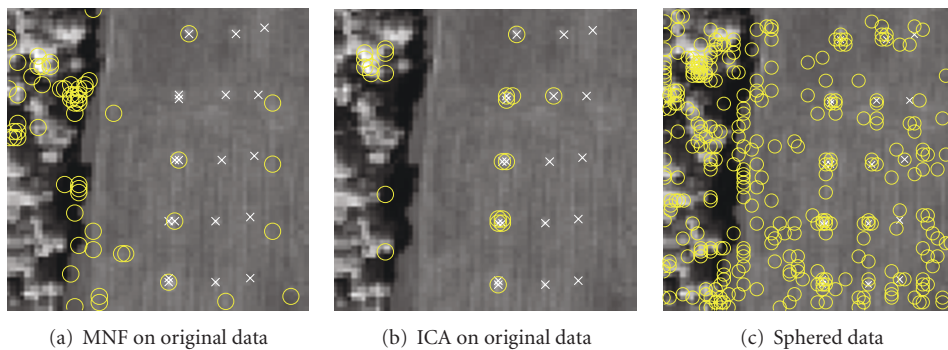 (a) MNF on original data
(b) ICA on original data
(c) Sphered data